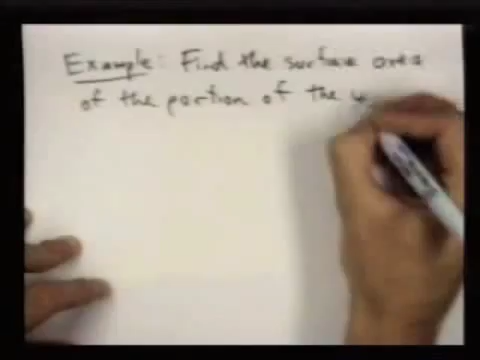 Example: Find the surface area
of the portion of the